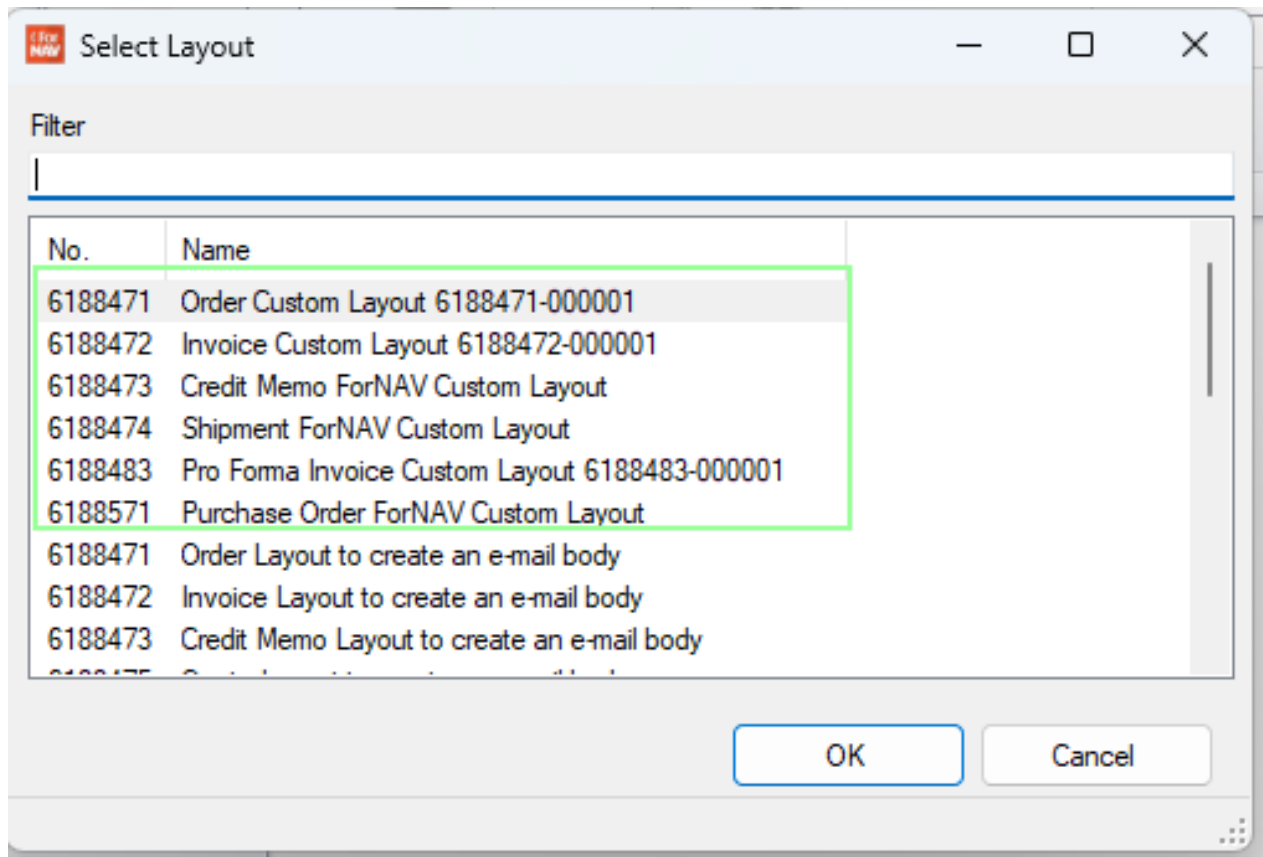 ( For
NAV
Select Layout
Filter
No. Name
6188471 Order Custom Layout 6188471-000001
6188472 Invoice Custom Layout 6188472-000001
6188473 Credit Memo ForNAV Custom Layout
6188474 Shipment ForNAV Custom Layout
6188483 Pro Forma Invoice Custom Layout 6188483-000001
6188571 Purchase Order ForNAV Custom Layout
6188471 Order Layout to create an e-mail body
6188472 Invoice Layout to create an e-mail body
6188473 Credit Memo Layout to create an e-mail body
OK Cancel